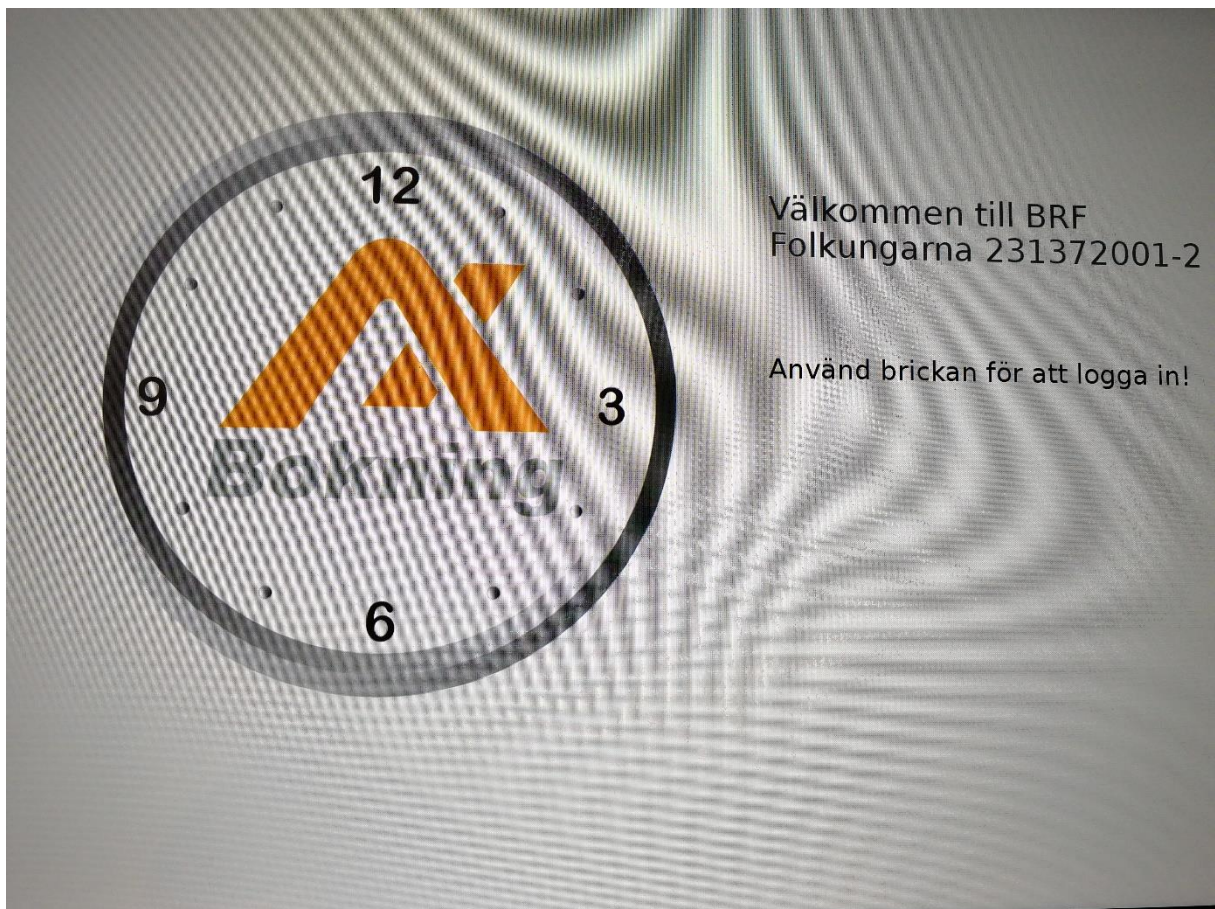 12
9
3
6
Bokning
Välkommen till BRF
Folkungarna 231372001-2
Använd brickan för att logga in!